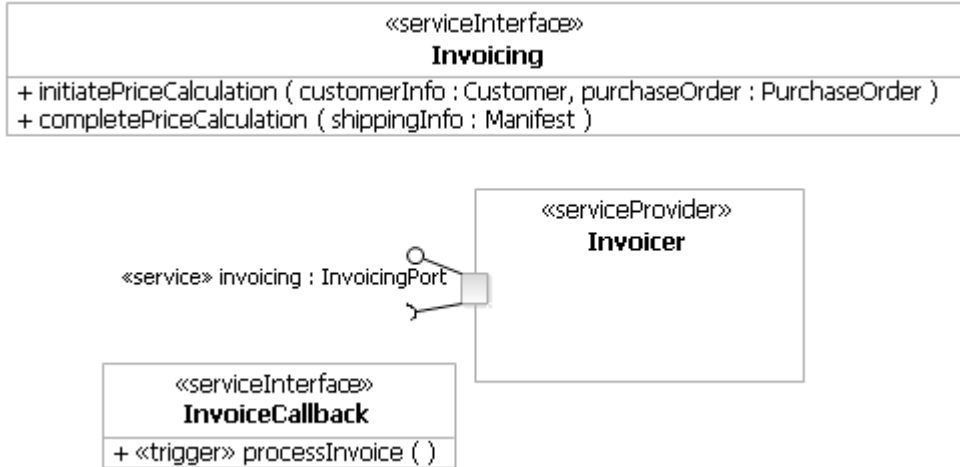 «serviceInterface»
Invoicing
+ initiatePriceCalculation ( customerInfo : Customer, purchaseOrder : PurchaseOrder )
+ completePriceCalculation ( shippingInfo : Manifest )
«serviceProvider»
Invoicer
«service» invoicing : InvoicingPort
«serviceInterface»
InvoiceCallback
+ «trigger» processInvoice ( )